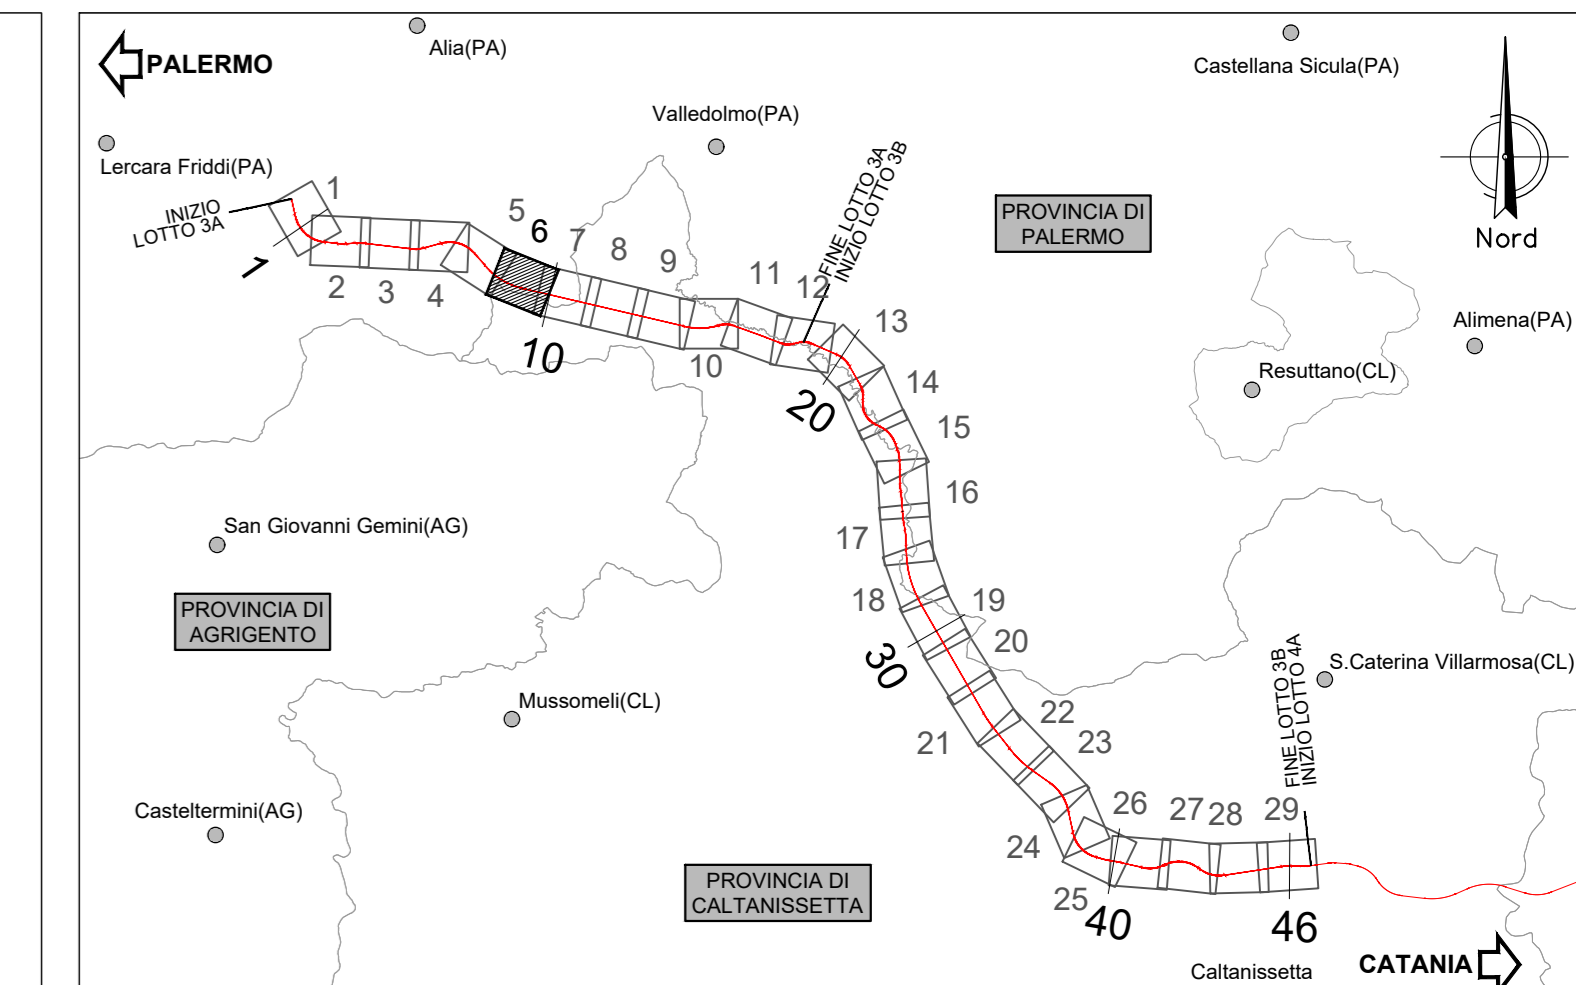 Alia(PA)
PALERMO
Castellana Sicula(PA)
Valledolmo(PA)
Lercara Friddi(PA)
Nord
INIZIO
LOTTO 3A
FINE LOTTO 3A
INIZIO LOTTO 3B
PROVINCIA DI
PALERMO
1
1
2
3
4
5
6
7
8
9
10
10
11
12
13
14
15
20
Alimena(PA)
Resuttano(CL)
San Giovanni Gemini(AG)
16
17
PROVINCIA DI
AGRIGENTO
18
19
20
30
S.Caterina Villarmosa(CL)
FINE LOTTO 3B
INIZIO LOTTO 4A
Mussomeli(CL)
21
22
23
Casteltermini(AG)
24
25
26
27
28
29
PROVINCIA DI
CALTANISSETTA
40
46
Caltanissetta
CATANIA